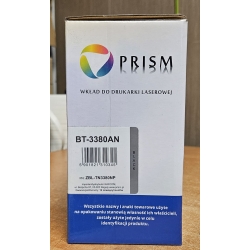 PRISM
WKŁAD DO DRUKARKI LASEROWEJ
BT-3380AN
ZBL-TN3380NP
Wszystkie nazwy i znaki towarowe użyte
na opakowaniu stanowią własność ich właścicieli,
zostały użyte jedynie w celu
identyfikacji produktu.